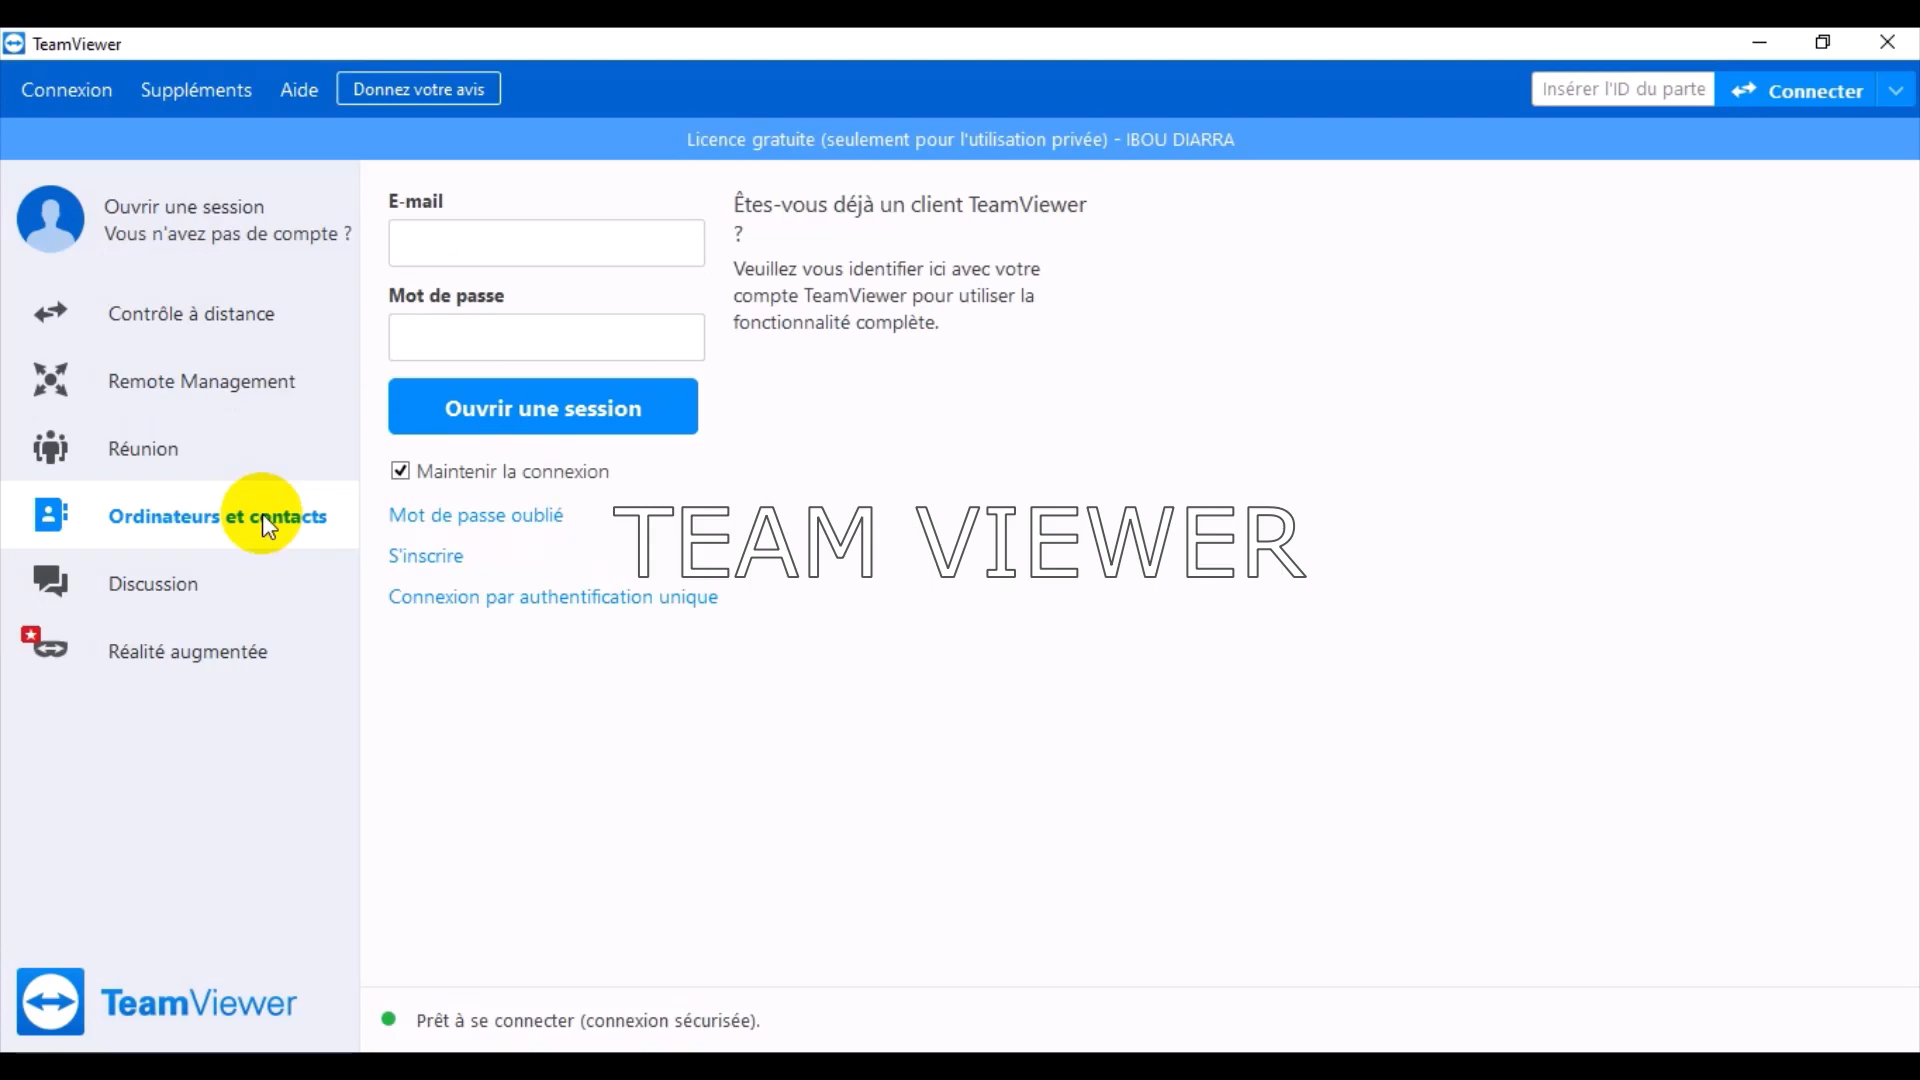 TeamViewer
Connexion Suppléments Aide Donnez votre avis Insérer l'ID du parte Connecter
Licence gratuite (seulement pour l'utilisation privée) - IBOU DIARRA
Ouvrir une session
Vous n'avez pas de compte ?
Contrôle à distance
Remote Management
Réunion
Ordinateurs et contacts
Discussion
Réalité augmentée
TeamViewer
E-mail
Mot de passe
Ouvrir une session
Maintenir la connexion
Mot de passe oublié
S'inscrire
Connexion par authentification unique
Êtes-vous déjà un client TeamViewer
?
Veuillez vous identifier ici avec votre
compte TeamViewer pour utiliser la
fonctionnalité complète.
TEAM VIEWER
Prêt à se connecter (connexion sécurisée).